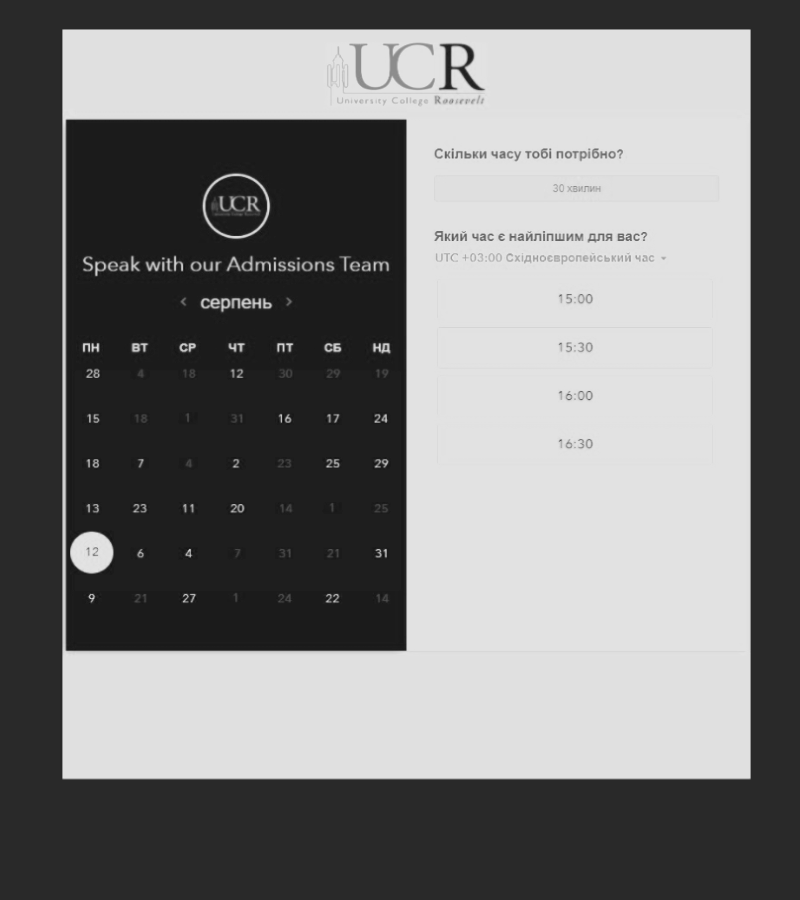 UCR
University College Roosevelt
UCR
Speak with our Admissions Team
< серпень >
ПН ВТ СР ЧТ ПТ СБ НД
28 4 18 12 30 29 19
15 18 1 31 16 17 24
18 7 4 2 23 25 29
13 23 11 20 14 1 25
12 6 4 7 31 21 31
9 21 27 1 24 22 14
Скільки часу тобі потрібно?
30 хвилин
Який час є найліпшим для вас?
UTC +03:00 Східноєвропейський час
15:00
15:30
16:00
16:30